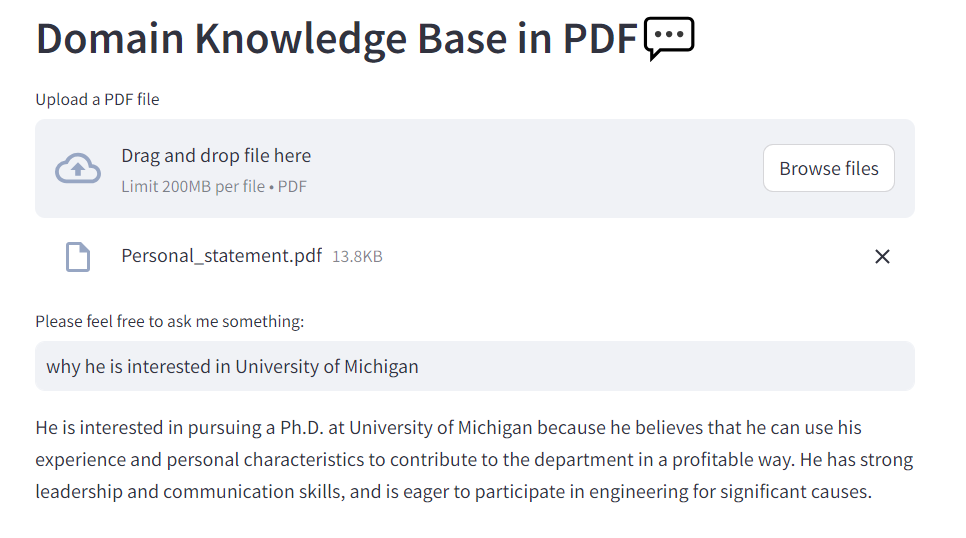 Domain Knowledge Base in PDF
Upload a PDF file
Drag and drop file here
Limit 200MB per file • PDF
Browse files
Personal_statement.pdf 13.8KB
Please feel free to ask me something:
why he is interested in University of Michigan
He is interested in pursuing a Ph.D. at University of Michigan because he believes that he can use his
experience and personal characteristics to contribute to the department in a profitable way. He has strong
leadership and communication skills, and is eager to participate in engineering for significant causes.